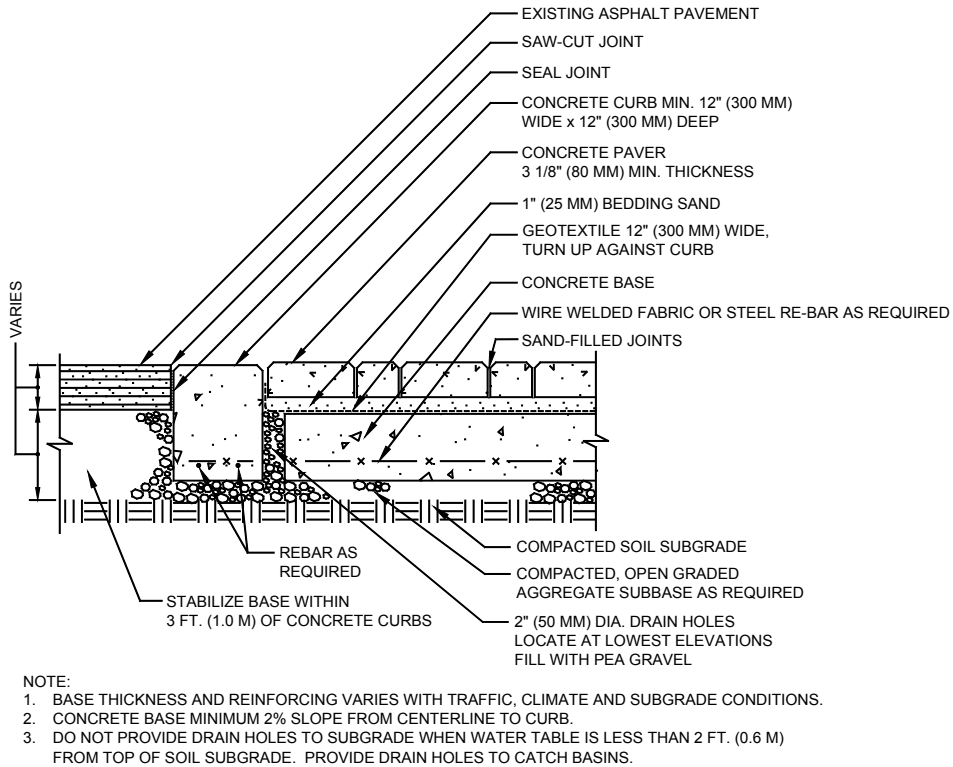 EXISTING ASPHALT PAVEMENT
SAW-CUT JOINT
SEAL JOINT
CONCRETE CURB MIN. 12" (300 MM)
WIDE x 12" (300 MM) DEEP
CONCRETE PAVER
3 1/8" (80 MM) MIN. THICKNESS
1" (25 MM) BEDDING SAND
GEOTEXTILE 12" (300 MM) WIDE,
TURN UP AGAINST CURB
CONCRETE BASE
WIRE WELDED FABRIC OR STEEL RE-BAR AS REQUIRED
SAND-FILLED JOINTS
VARIES
COMPACTED SOIL SUBGRADE
REBAR AS
REQUIRED
COMPACTED, OPEN GRADED
AGGREGATE SUBBASE AS REQUIRED
STABILIZE BASE WITHIN
3 FT. (1.0 M) OF CONCRETE CURBS
2" (50 MM) DIA. DRAIN HOLES
LOCATE AT LOWEST ELEVATIONS
FILL WITH PEA GRAVEL
NOTE:
1. BASE THICKNESS AND REINFORCING VARIES WITH TRAFFIC, CLIMATE AND SUBGRADE CONDITIONS.
2. CONCRETE BASE MINIMUM 2% SLOPE FROM CENTERLINE TO CURB.
3. DO NOT PROVIDE DRAIN HOLES TO SUBGRADE WHEN WATER TABLE IS LESS THAN 2 FT. (0.6 M)
FROM TOP OF SOIL SUBGRADE. PROVIDE DRAIN HOLES TO CATCH BASINS.